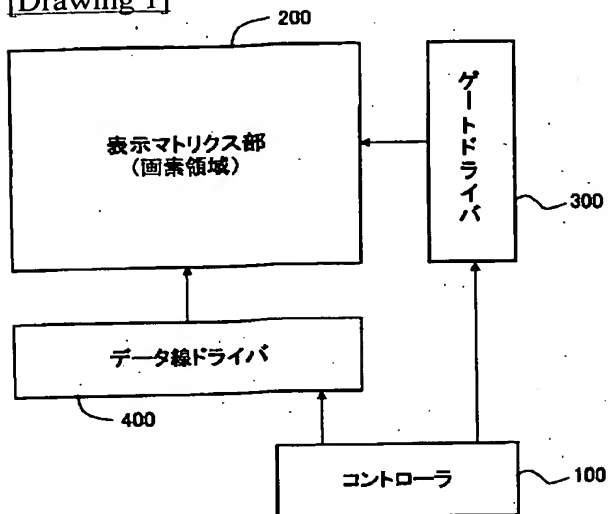 [Drawing 1]
200
表示マトリクス部
(画素領域)
ゲートドライバ
300
データ線ドライバ
400
コントローラ
100